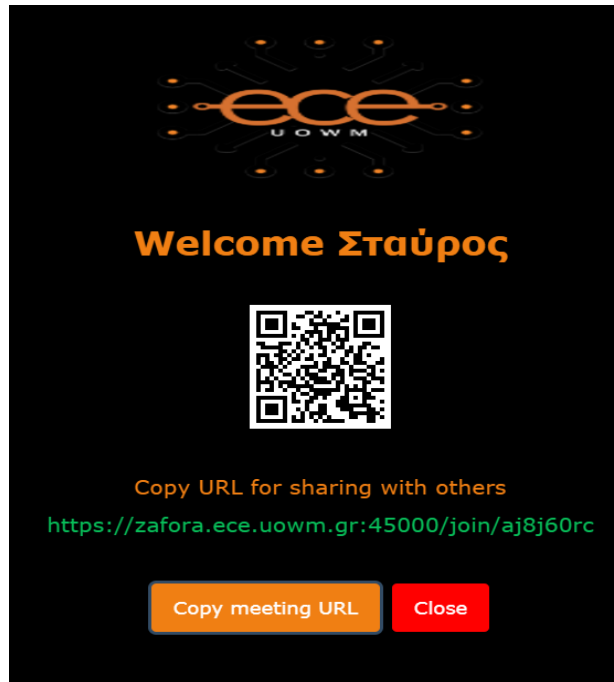 ece
UOWM
Welcome Σταύρος
Copy URL for sharing with others
https://zafora.ece.uowm.gr:45000/join/aj8j60rc
Copy meeting URL
Close